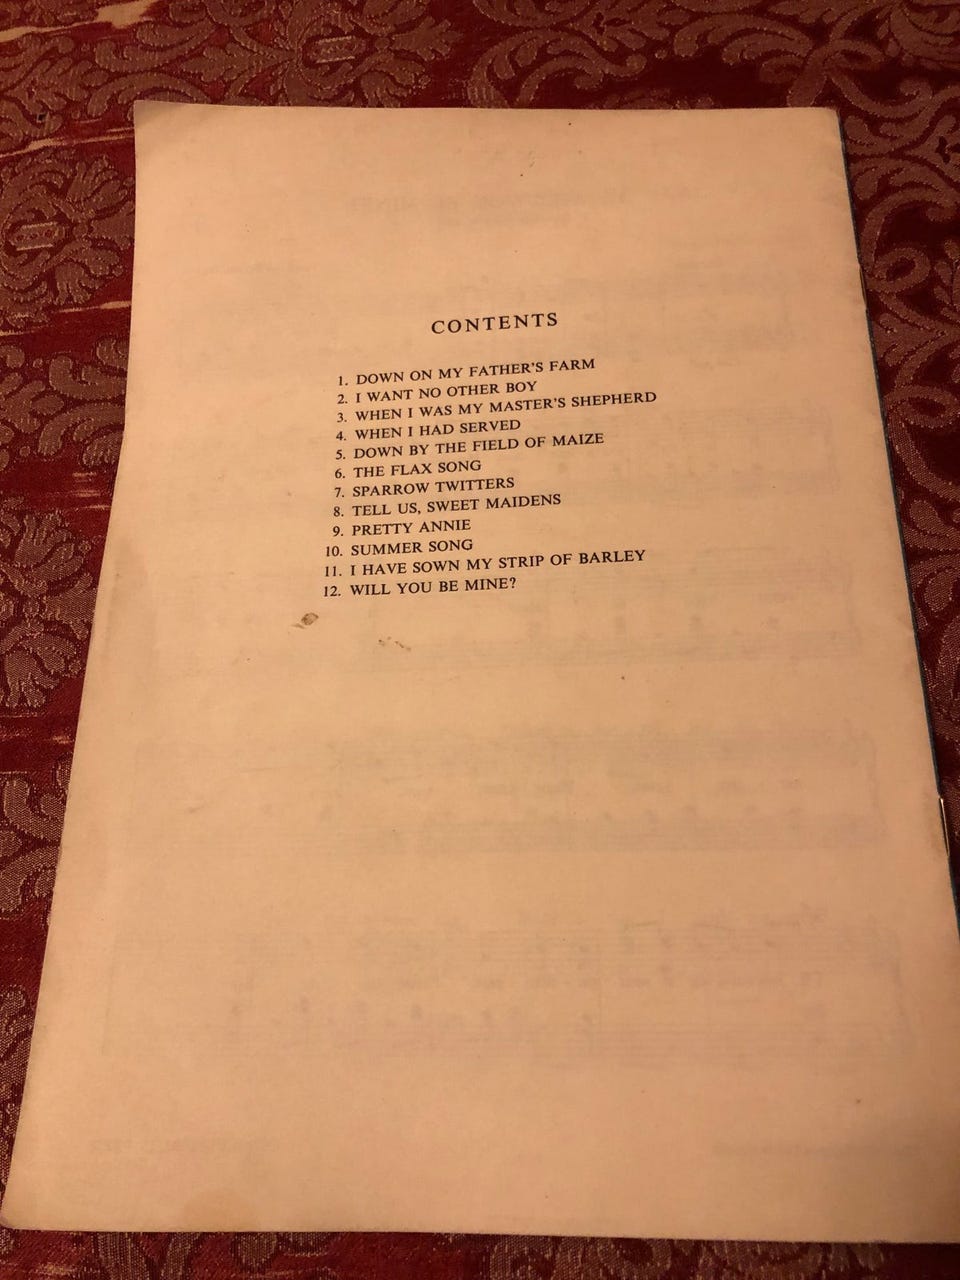 CONTENTS
1. DOWN ON MY FATHER'S FARM
2. I WANT NO OTHER BOY
3. WHEN I WAS MY MASTER'S SHEPHERD
4. WHEN I HAD SERVED
5. DOWN BY THE FIELD OF MAIZE
6. THE FLAX SONG
7. SPARROW TWITTERS
8. TELL US, SWEET MAIDENS
9. PRETTY ANNIE
10. SUMMER SONG
11. I HAVE SOWN MY STRIP OF BARLEY
12. WILL YOU BE MINE?